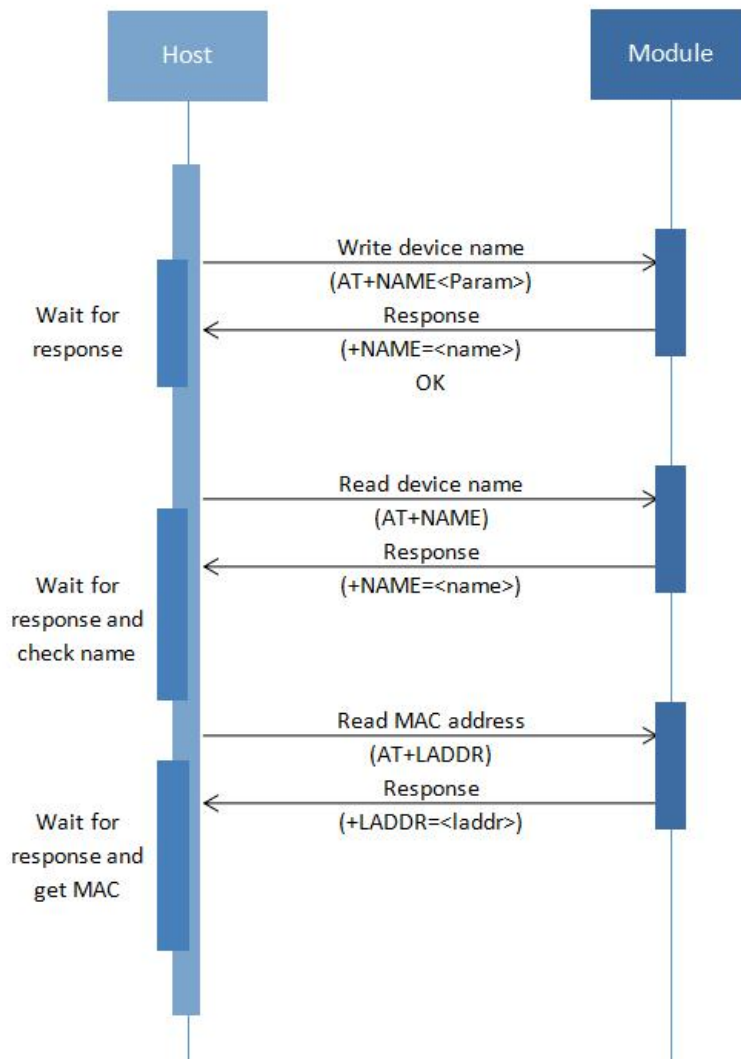 Host
Module
Write device name
(AT+NAME<Param>)
Wait for
response
Response
(+NAME=<name>)
OK
Read device name
(AT+NAME)
Response
(+NAME=<name>)
Wait for
response and
check name
Read MAC address
(AT+LADDR)
Response
(+LADDR=<laddr>)
Wait for
response and
get MAC